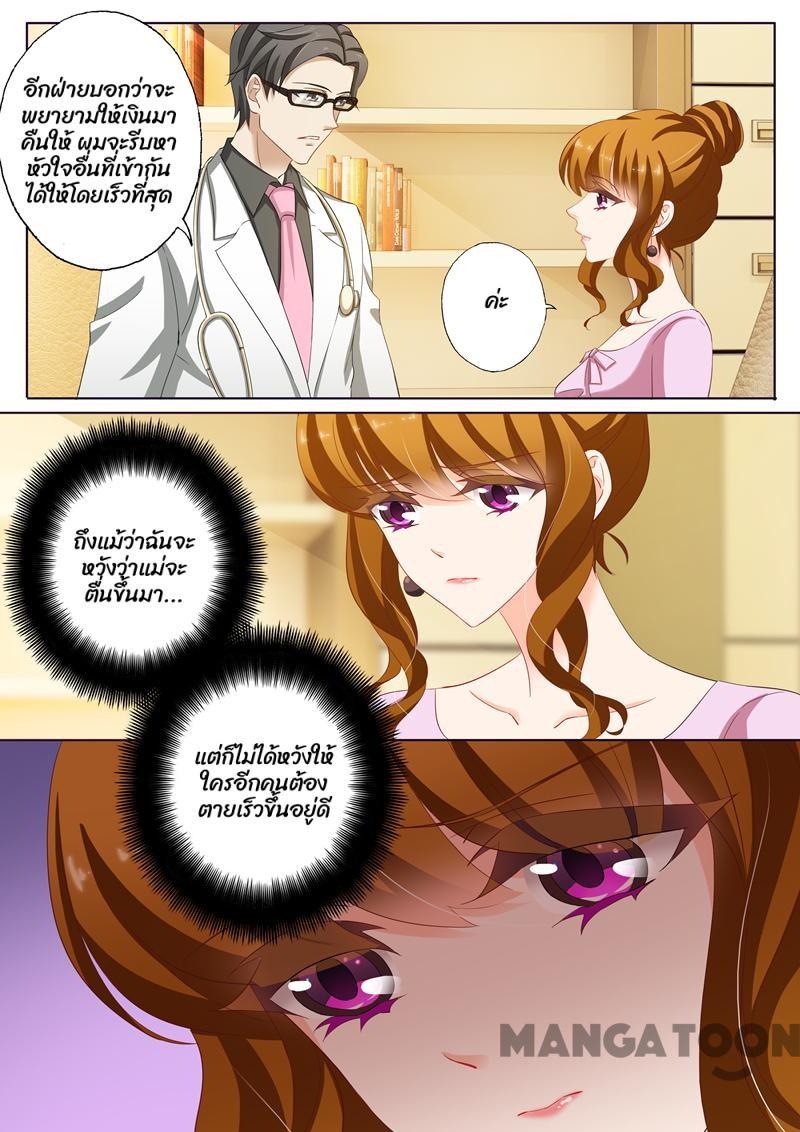 อีกฝ่ายบอกว่าจะ
พยายามให้เงินมา
คืนให้ ผมจะรีบหา
หัวใจอื่นที่เข้ากัน
ได้ให้โดยเร็วที่สุด
ค่ะ
ถึงแม้ว่าฉันจะ
หวังว่าแม่จะ
ตื่นขึ้นมา...
แต่ก็ไม่ได้หวังให้
ใครอีกคนต้อง
ตายเร็วขึ้นอยู่ดี
MANGATOON